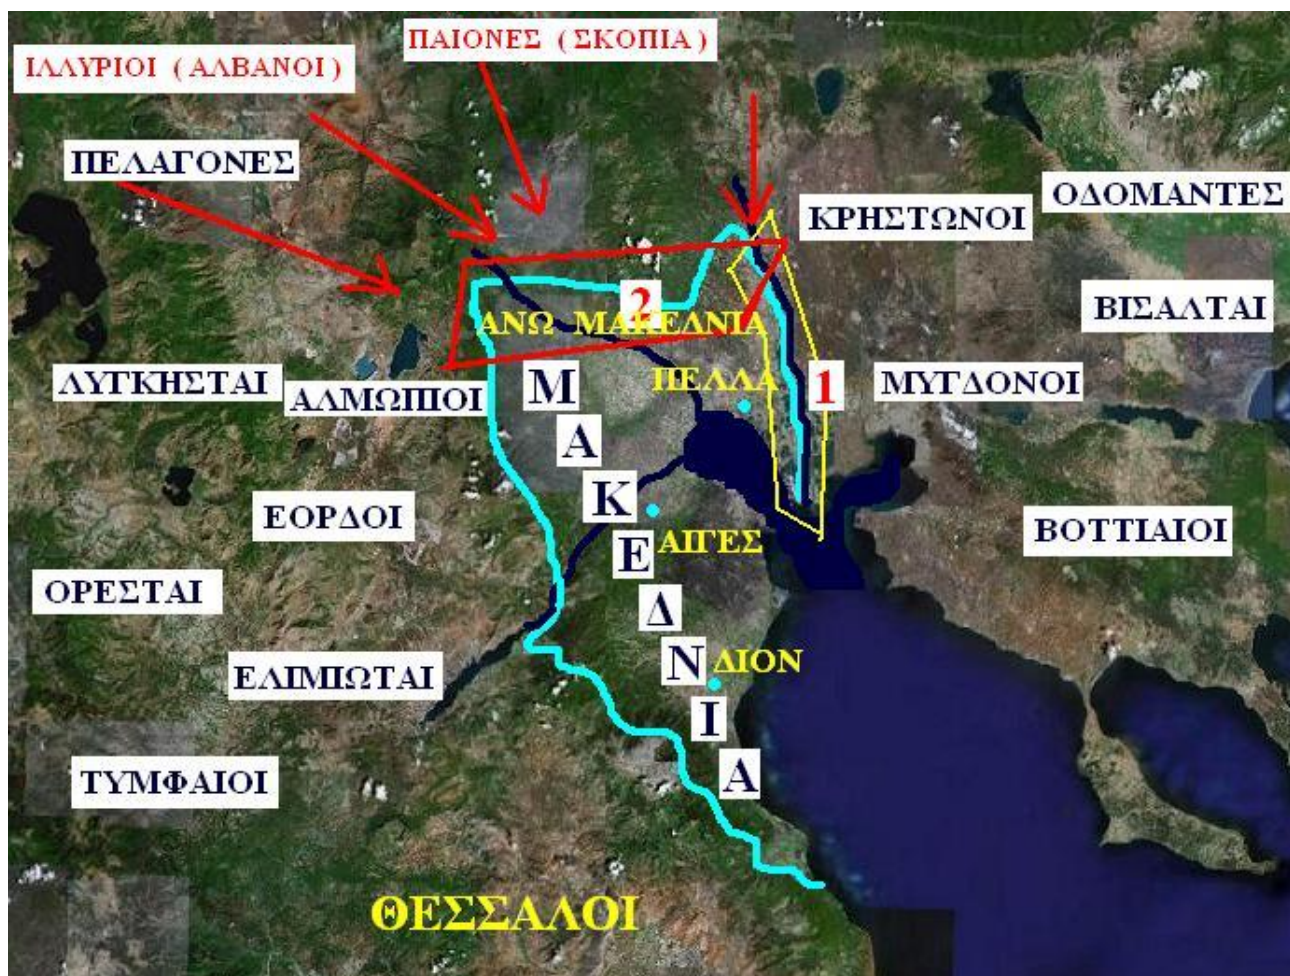 ΠΑΙΟΝΕΣ ( ΣΚΟΠΙΑ )
ΙΛΛΥΡΙΟΙ ( ΑΛΒΑΝΟΙ )
ΠΕΛΑΓΟΝΕΣ
ΟΔΟΜΑΝΤΕΣ
ΚΡΗΣΤΩΝΟΙ
ΒΙΣΑΛΤΑΙ
2
ΑΝΩ ΜΑΚΕΔΝΙΑ
ΛΥΓΚΗΣΤΑΙ
ΑΛΜΩΠΙΟΙ
ΠΕΛΛΑ
1
ΜΥΓΔΟΝΟΙ
Μ
Α
Κ
Ε
Δ
Ν
Ι
Α
ΕΟΡΔΟΙ
ΑΙΓΕΣ
ΒΟΤΤΙΑΙΟΙ
ΟΡΕΣΤΑΙ
ΕΛΙΜΙΩΤΑΙ
ΔΙΟΝ
ΤΥΜΦΑΙΟΙ
ΘΕΣΣΑΛΟΙ